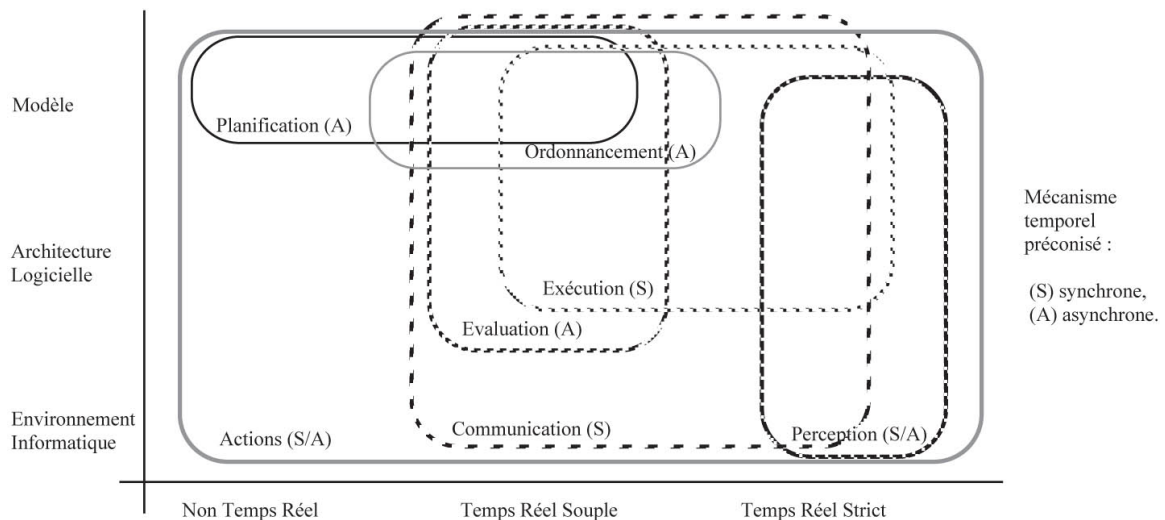 Modèle
Planification (A)
Ordonnancement (A)
Mécanisme
temporel
préconisé :
Architecture
Logicielle
Exécution (S)
(S) synchrone,
(A) asynchrone.
Evaluation (A)
Environnement
Informatique
Actions (S/A)
Communication (S)
Perception (S/A)
Non Temps Réel
Temps Réel Souple
Temps Réel Strict